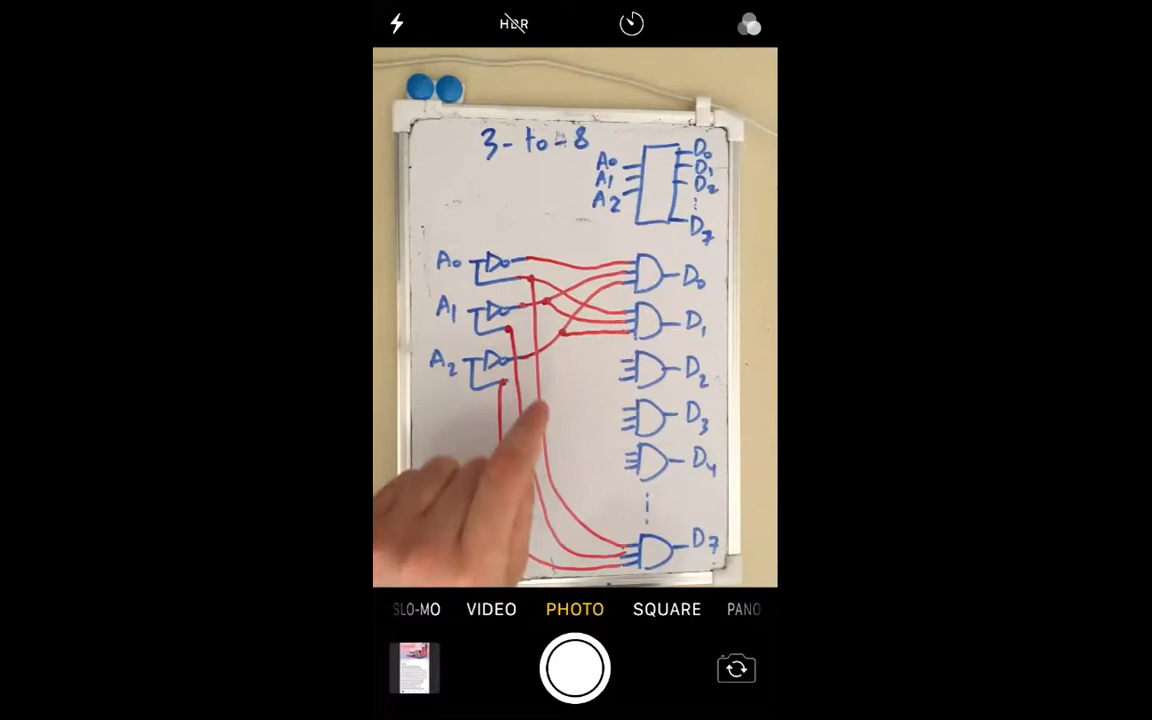 HDR
3-to-8
A0
A1
A2
D0
D1
D2
D7
A0
A1
A2
D0
D1
D2
D3
D4
D7
SLO-MO VIDEO PHOTO SQUARE PANO